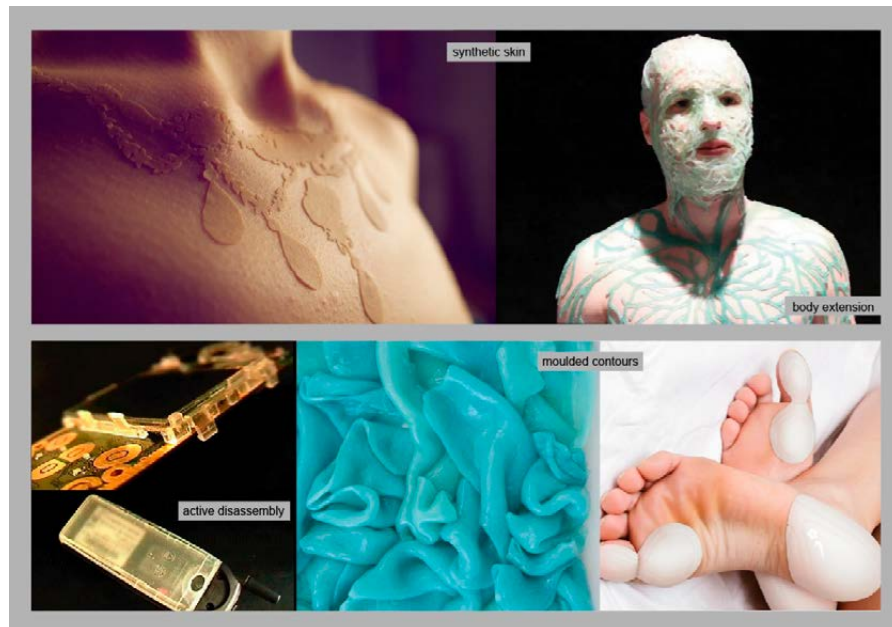 synthetic skin
body extension
moulded contours
active disassembly